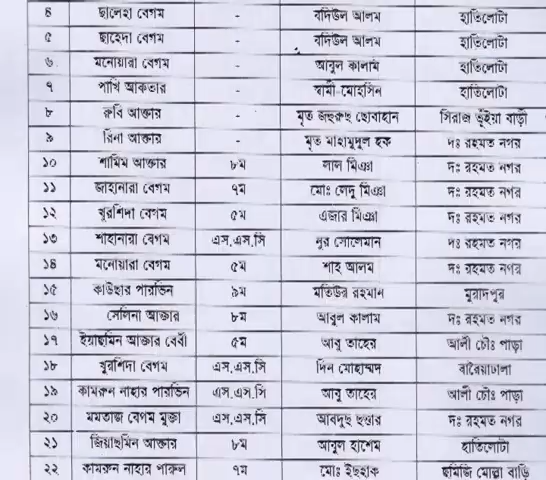 ৪ ছালেহা বেগম - বদিউল আলম হাতিলোটা
৫ ছাহেদা বেগম - বদিউল আলম হাতিলোটা
৬ মনোয়ারা বেগম - আবুল কালাম হাতিলোটা
৭ পাখি আকতার - স্বামী মোহসিন হাতিলোটা
৮ রুবি আক্তার - মৃত জহুরুছ ছোবাহান সিরাজ ভূঁইয়া বাড়ী
৯ রিনা আক্তার - মৃত মাহামুদুল হক দঃ রহমত নগর
১০ শামিম আক্তার ৮ম লাল মিঞা দঃ রহমত নগর
১১ জাহানারা বেগম ৭ম মোঃ লেদু মিঞা দঃ রহমত নগর
১২ খুরশিদা বেগম ৫ম এজার মিঞা দঃ রহমত নগর
১৩ শাহানারা বেগম এস.এস.সি নুর সোলেমান দঃ রহমত নগর
১৪ মনোয়ারা বেগম ৫ম শাহ আলম দঃ রহমত নগর
১৫ কাউছার পারভিন ৯ম মতিউর রহমান মুরাদপুর
১৬ সেলিনা আক্তার ৮ম আবুল কালাম দঃ রহমত নগর
১৭ ইয়াছমিন আক্তার বেবী ৫ম আবু তাহের আলী চৌঃ পাড়া
১৮ খুরশিদা বেগম এস.এস.সি দিন মোহাম্মদ বারৈয়াঢালা
১৯ কামরুন নাহার পারভিন এস.এস.সি আবু তাহের আলী চৌঃ পাড়া
২০ মমতাজ বেগম মুক্তা এস.এস.সি আবদুছ ছত্তার দঃ রহমত নগর
২১ জিয়াছমিন আক্তার ৮ম আবুল হাশেম হাতিলোটা
২২ কামরুন নাহার পারুল ৭ম মোঃ ইছহাক ছমিজি মোল্লা বাড়ি